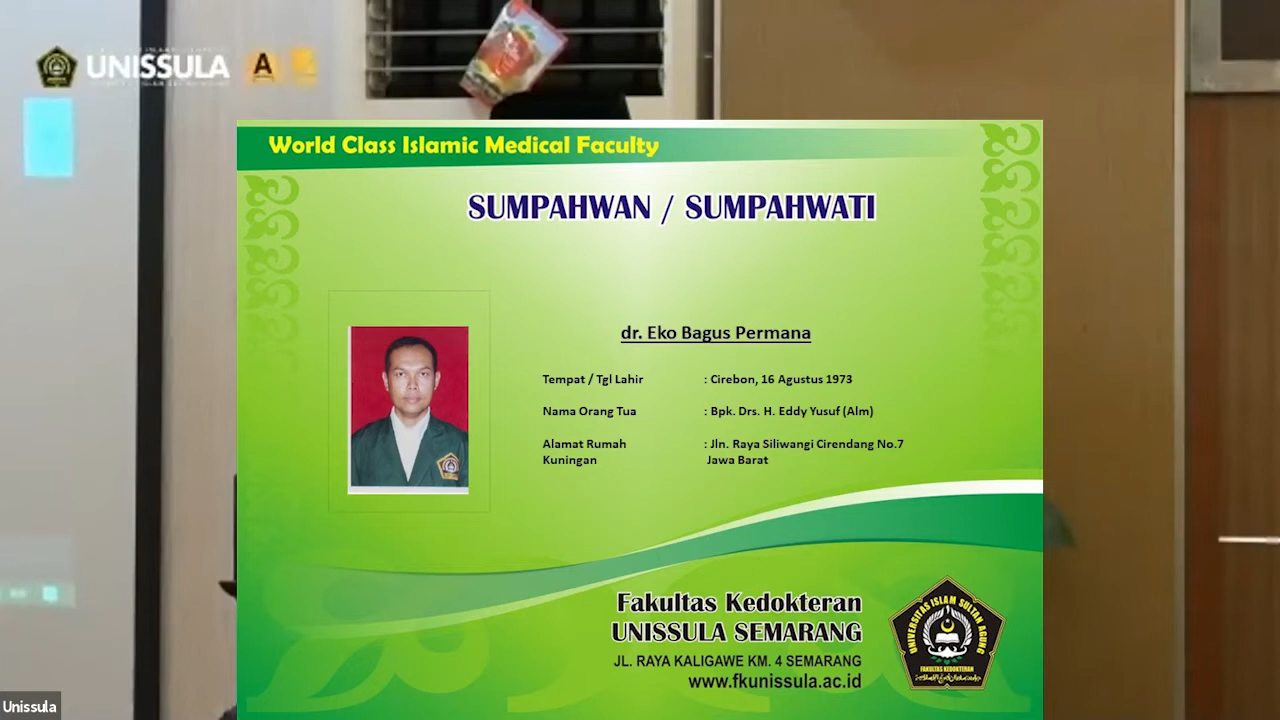 UNISSULA
A
World Class Islamic Medical Faculty
SUMPAHWAN / SUMPAHWATI
dr. Eko Bagus Permana
Tempat / Tgl Lahir : Cirebon, 16 Agustus 1973
Nama Orang Tua : Bpk. Drs. H. Eddy Yusuf (Alm)
Alamat Rumah : Jln. Raya Siliwangi Cirendang No.7
Kuningan Jawa Barat
Fakultas Kedokteran
UNISSULA SEMARANG
JL. RAYA KALIGAWE KM. 4 SEMARANG
www.fkunissula.ac.id
UNIVERSITAS ISLAM SULTAN AGUNG
FAKULTAS KEDOKTERAN
Unissula